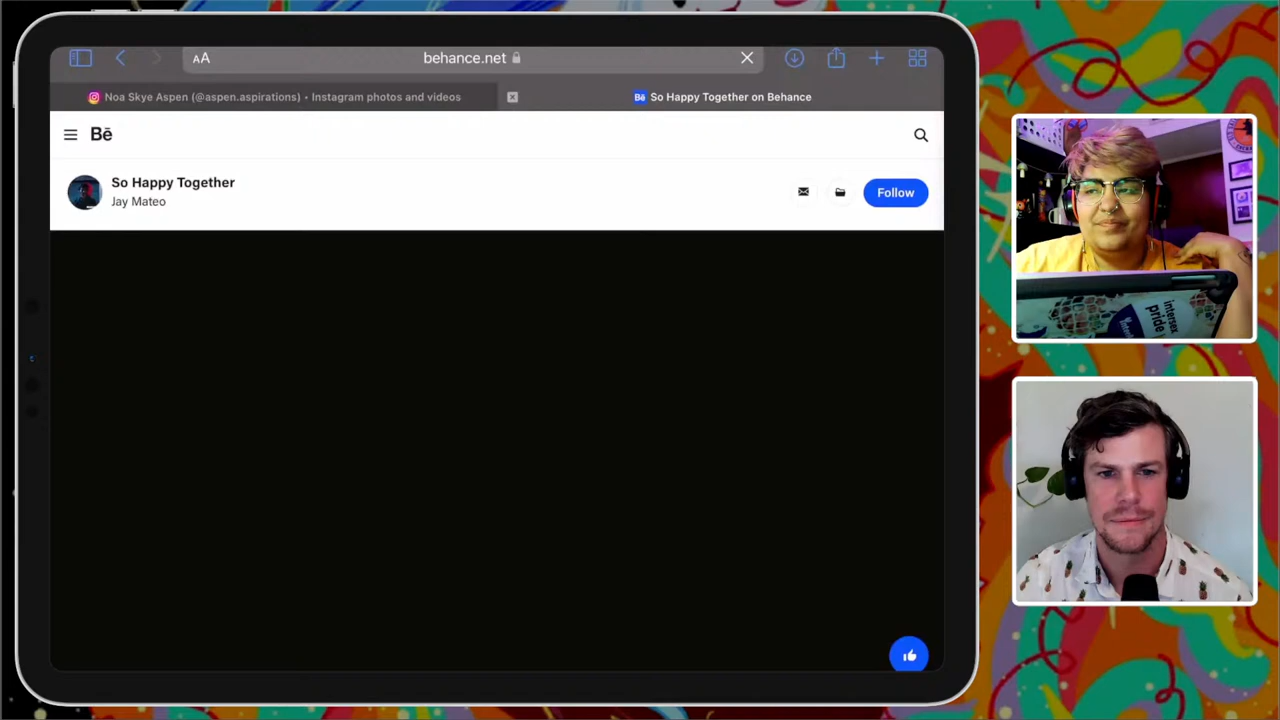 AA
behance.net
Noa Skye Aspen (@aspen.aspirations) • Instagram photos and videos
Bē So Happy Together on Behance
Bē
So Happy Together
Jay Mateo
Follow
intersex
pride